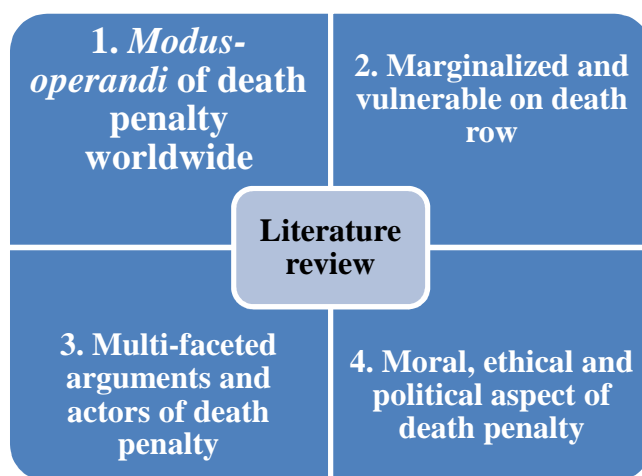 1. Modus-
operandi of death
penalty
worldwide
2. Marginalized and
vulnerable on death
row
Literature
review
3. Multi-faceted
arguments and
actors of death
penalty
4. Moral, ethical and
political aspect of
death penalty